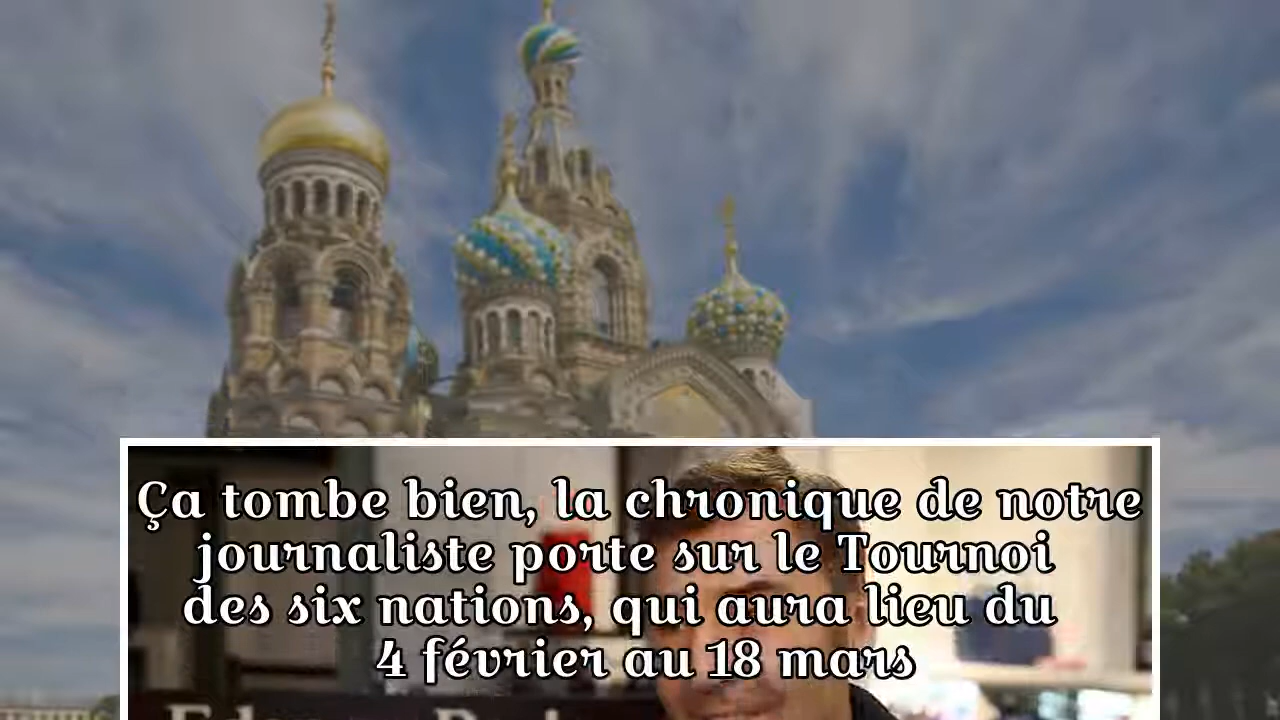 Ça tombe bien, la chronique de notre
journaliste porte sur le Tournoi
des six nations, qui aura lieu du
4 février au 18 mars